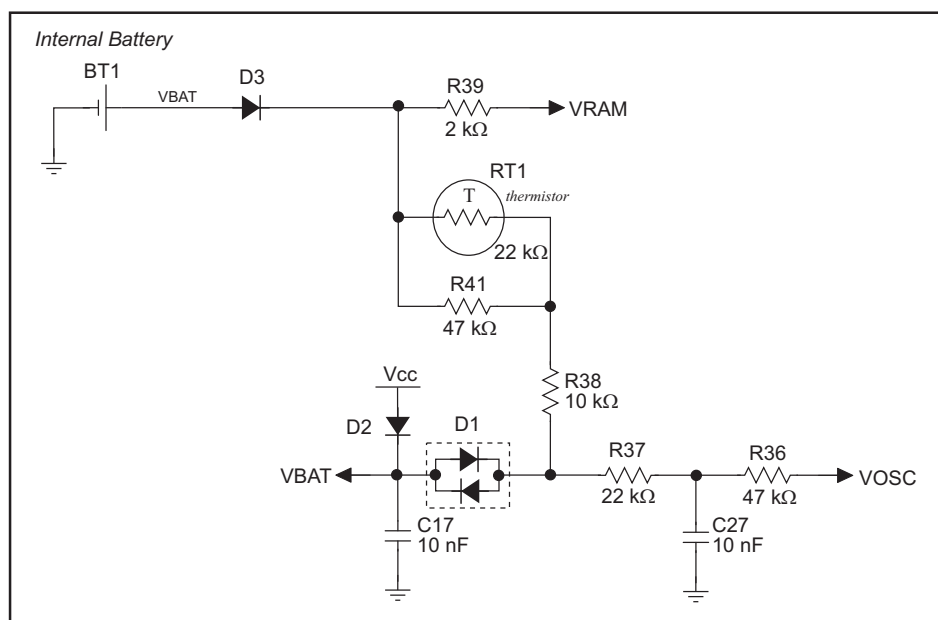 Internal Battery
BT1
VBAT
D3
R39
2 kΩ
VRAM
RT1
T
thermistor
22 kΩ
R41
47 kΩ
R38
10 kΩ
Vcc
D2
D1
VBAT
R37
22 kΩ
R36
47 kΩ
VOSC
C17
10 nF
C27
10 nF